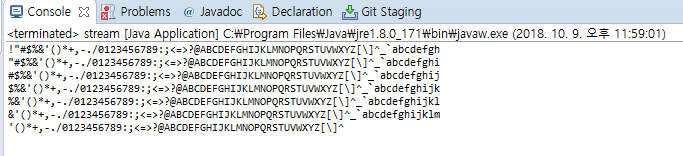 Console Problems Javadoc Declaration Git Staging
<terminated> stream [Java Application] C:₩Program Files₩Java₩jre1.8.0_171₩bin₩javaw.exe (2018. 10. 9. 오후 11:59:01)
!"#$%&'()*+,-./0123456789:;<=>?@ABCDEFGHIJKLMNOPQRSTUVWXYZ[\]^_`abcdefgh
"#$%&'()*+,-./0123456789:;<=>?@ABCDEFGHIJKLMNOPQRSTUVWXYZ[\]^_`abcdefghi
#$%&'()*+,-./0123456789:;<=>?@ABCDEFGHIJKLMNOPQRSTUVWXYZ[\]^_`abcdefghij
$%&'()*+,-./0123456789:;<=>?@ABCDEFGHIJKLMNOPQRSTUVWXYZ[\]^_`abcdefghijk
%&'()*+,-./0123456789:;<=>?@ABCDEFGHIJKLMNOPQRSTUVWXYZ[\]^_`abcdefghijkl
&'()*+,-./0123456789:;<=>?@ABCDEFGHIJKLMNOPQRSTUVWXYZ[\]^_`abcdefghijklm
'()*+,-./0123456789:;<=>?@ABCDEFGHIJKLMNOPQRSTUVWXYZ[\]^